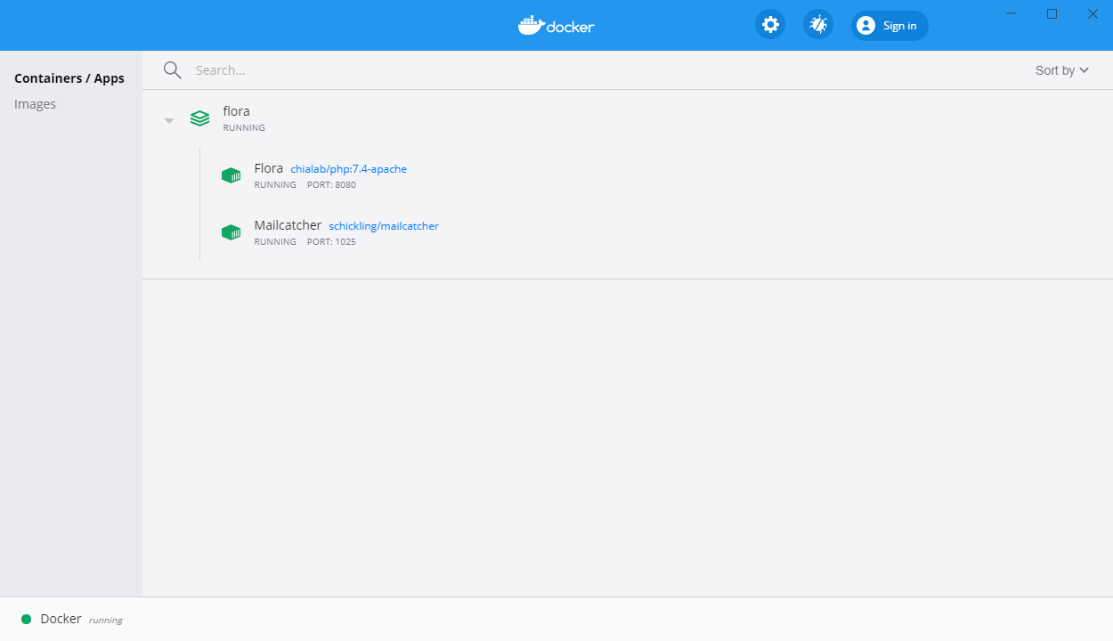 docker
Sign in
Containers / Apps
Images
Search...
Sort by
flora
RUNNING
Flora chialab/php:7.4-apache
RUNNING PORT: 8080
Mailcatcher schickling/mailcatcher
RUNNING PORT: 1025
Docker running